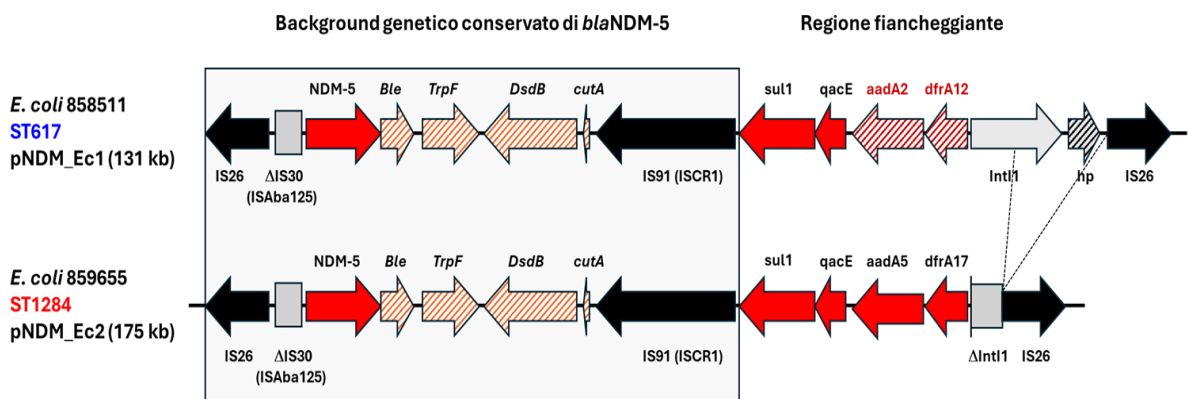 Background genetico conservato di blaNDM-5
Regione fiancheggiante
NDM-5 Ble TrpF DsdB cutA sul1 qacE aadA2 dfrA12
E. coli 858511
ST617
pNDM_Ec1 (131 kb)
IS26 ΔIS30 IS91 (ISCR1) IntI1 hp IS26
(ISAba125)
NDM-5 Ble TrpF DsdB cutA sul1 qacE aadA5 dfrA17
E. coli 859655
ST1284
pNDM_Ec2 (175 kb)
IS26 ΔIS30 IS91 (ISCR1) ΔIntI1 IS26
(ISAba125)